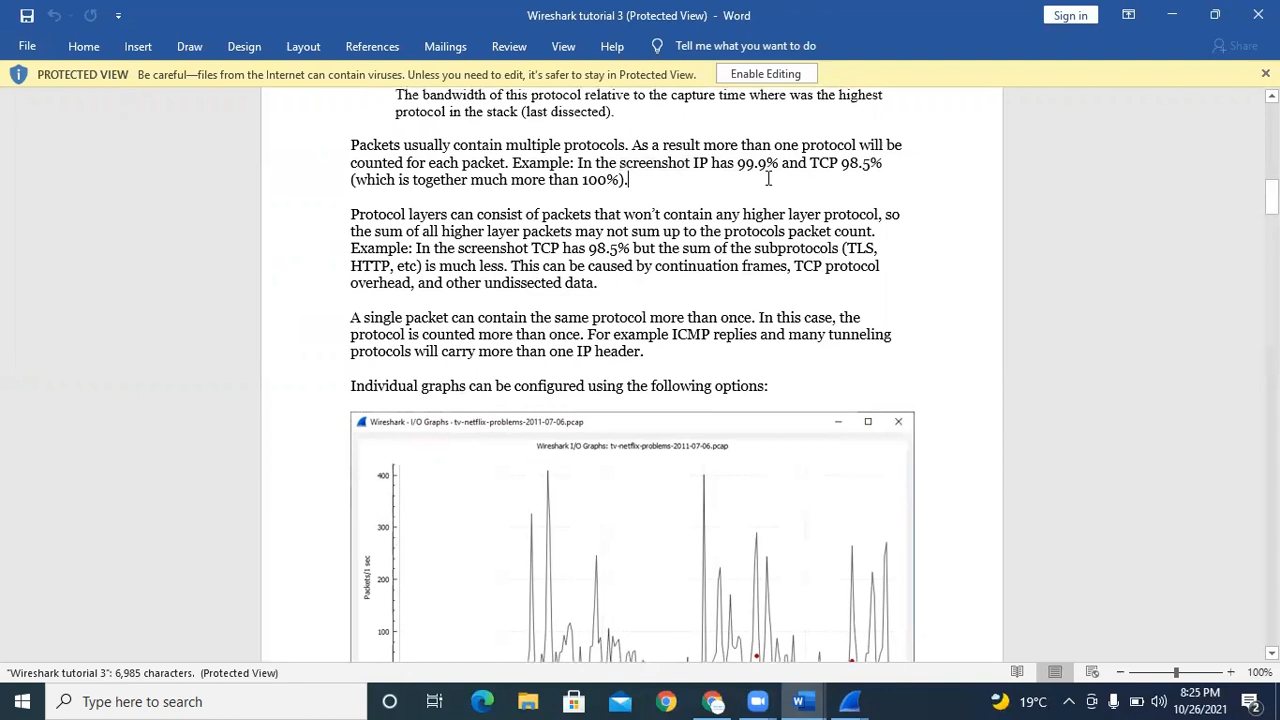 Wireshark tutorial 3 (Protected View) - Word
Sign in
File Home Insert Draw Design Layout References Mailings Review View Help Tell me what you want to do Share
PROTECTED VIEW Be careful—files from the Internet can contain viruses. Unless you need to edit, it's safer to stay in Protected View. Enable Editing
The bandwidth of this protocol relative to the capture time where was the highest
protocol in the stack (last dissected).
Packets usually contain multiple protocols. As a result more than one protocol will be
counted for each packet. Example: In the screenshot IP has 99.9% and TCP 98.5%
(which is together much more than 100%).
Protocol layers can consist of packets that won’t contain any higher layer protocol, so
the sum of all higher layer packets may not sum up to the protocols packet count.
Example: In the screenshot TCP has 98.5% but the sum of the subprotocols (TLS,
HTTP, etc) is much less. This can be caused by continuation frames, TCP protocol
overhead, and other undissected data.
A single packet can contain the same protocol more than once. In this case, the
protocol is counted more than once. For example ICMP replies and many tunneling
protocols will carry more than one IP header.
Individual graphs can be configured using the following options:
Wireshark - I/O Graphs - tv-netflix-problems-2011-07-06.pcap
Wireshark I/O Graphs: tv-netflix-problems-2011-07-06.pcap
400
300
200
100
Packets/1 sec
"Wireshark tutorial 3": 6,985 characters. (Protected View)
100%
Type here to search
19°C
8:25 PM
10/26/2021
2